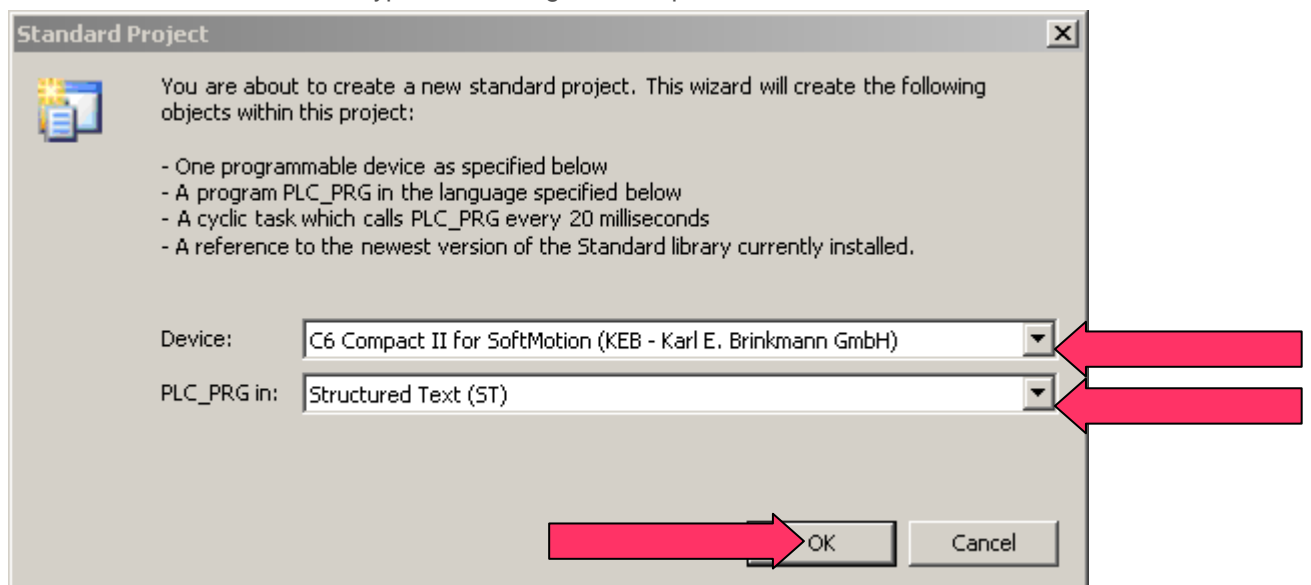 Standard Project
You are about to create a new standard project. This wizard will create the following
objects within this project:
- One programmable device as specified below
- A program PLC_PRG in the language specified below
- A cyclic task which calls PLC_PRG every 20 milliseconds
- A reference to the newest version of the Standard library currently installed.
Device: C6 Compact II for SoftMotion (KEB - Karl E. Brinkmann GmbH)
PLC_PRG in: Structured Text (ST)
OK Cancel